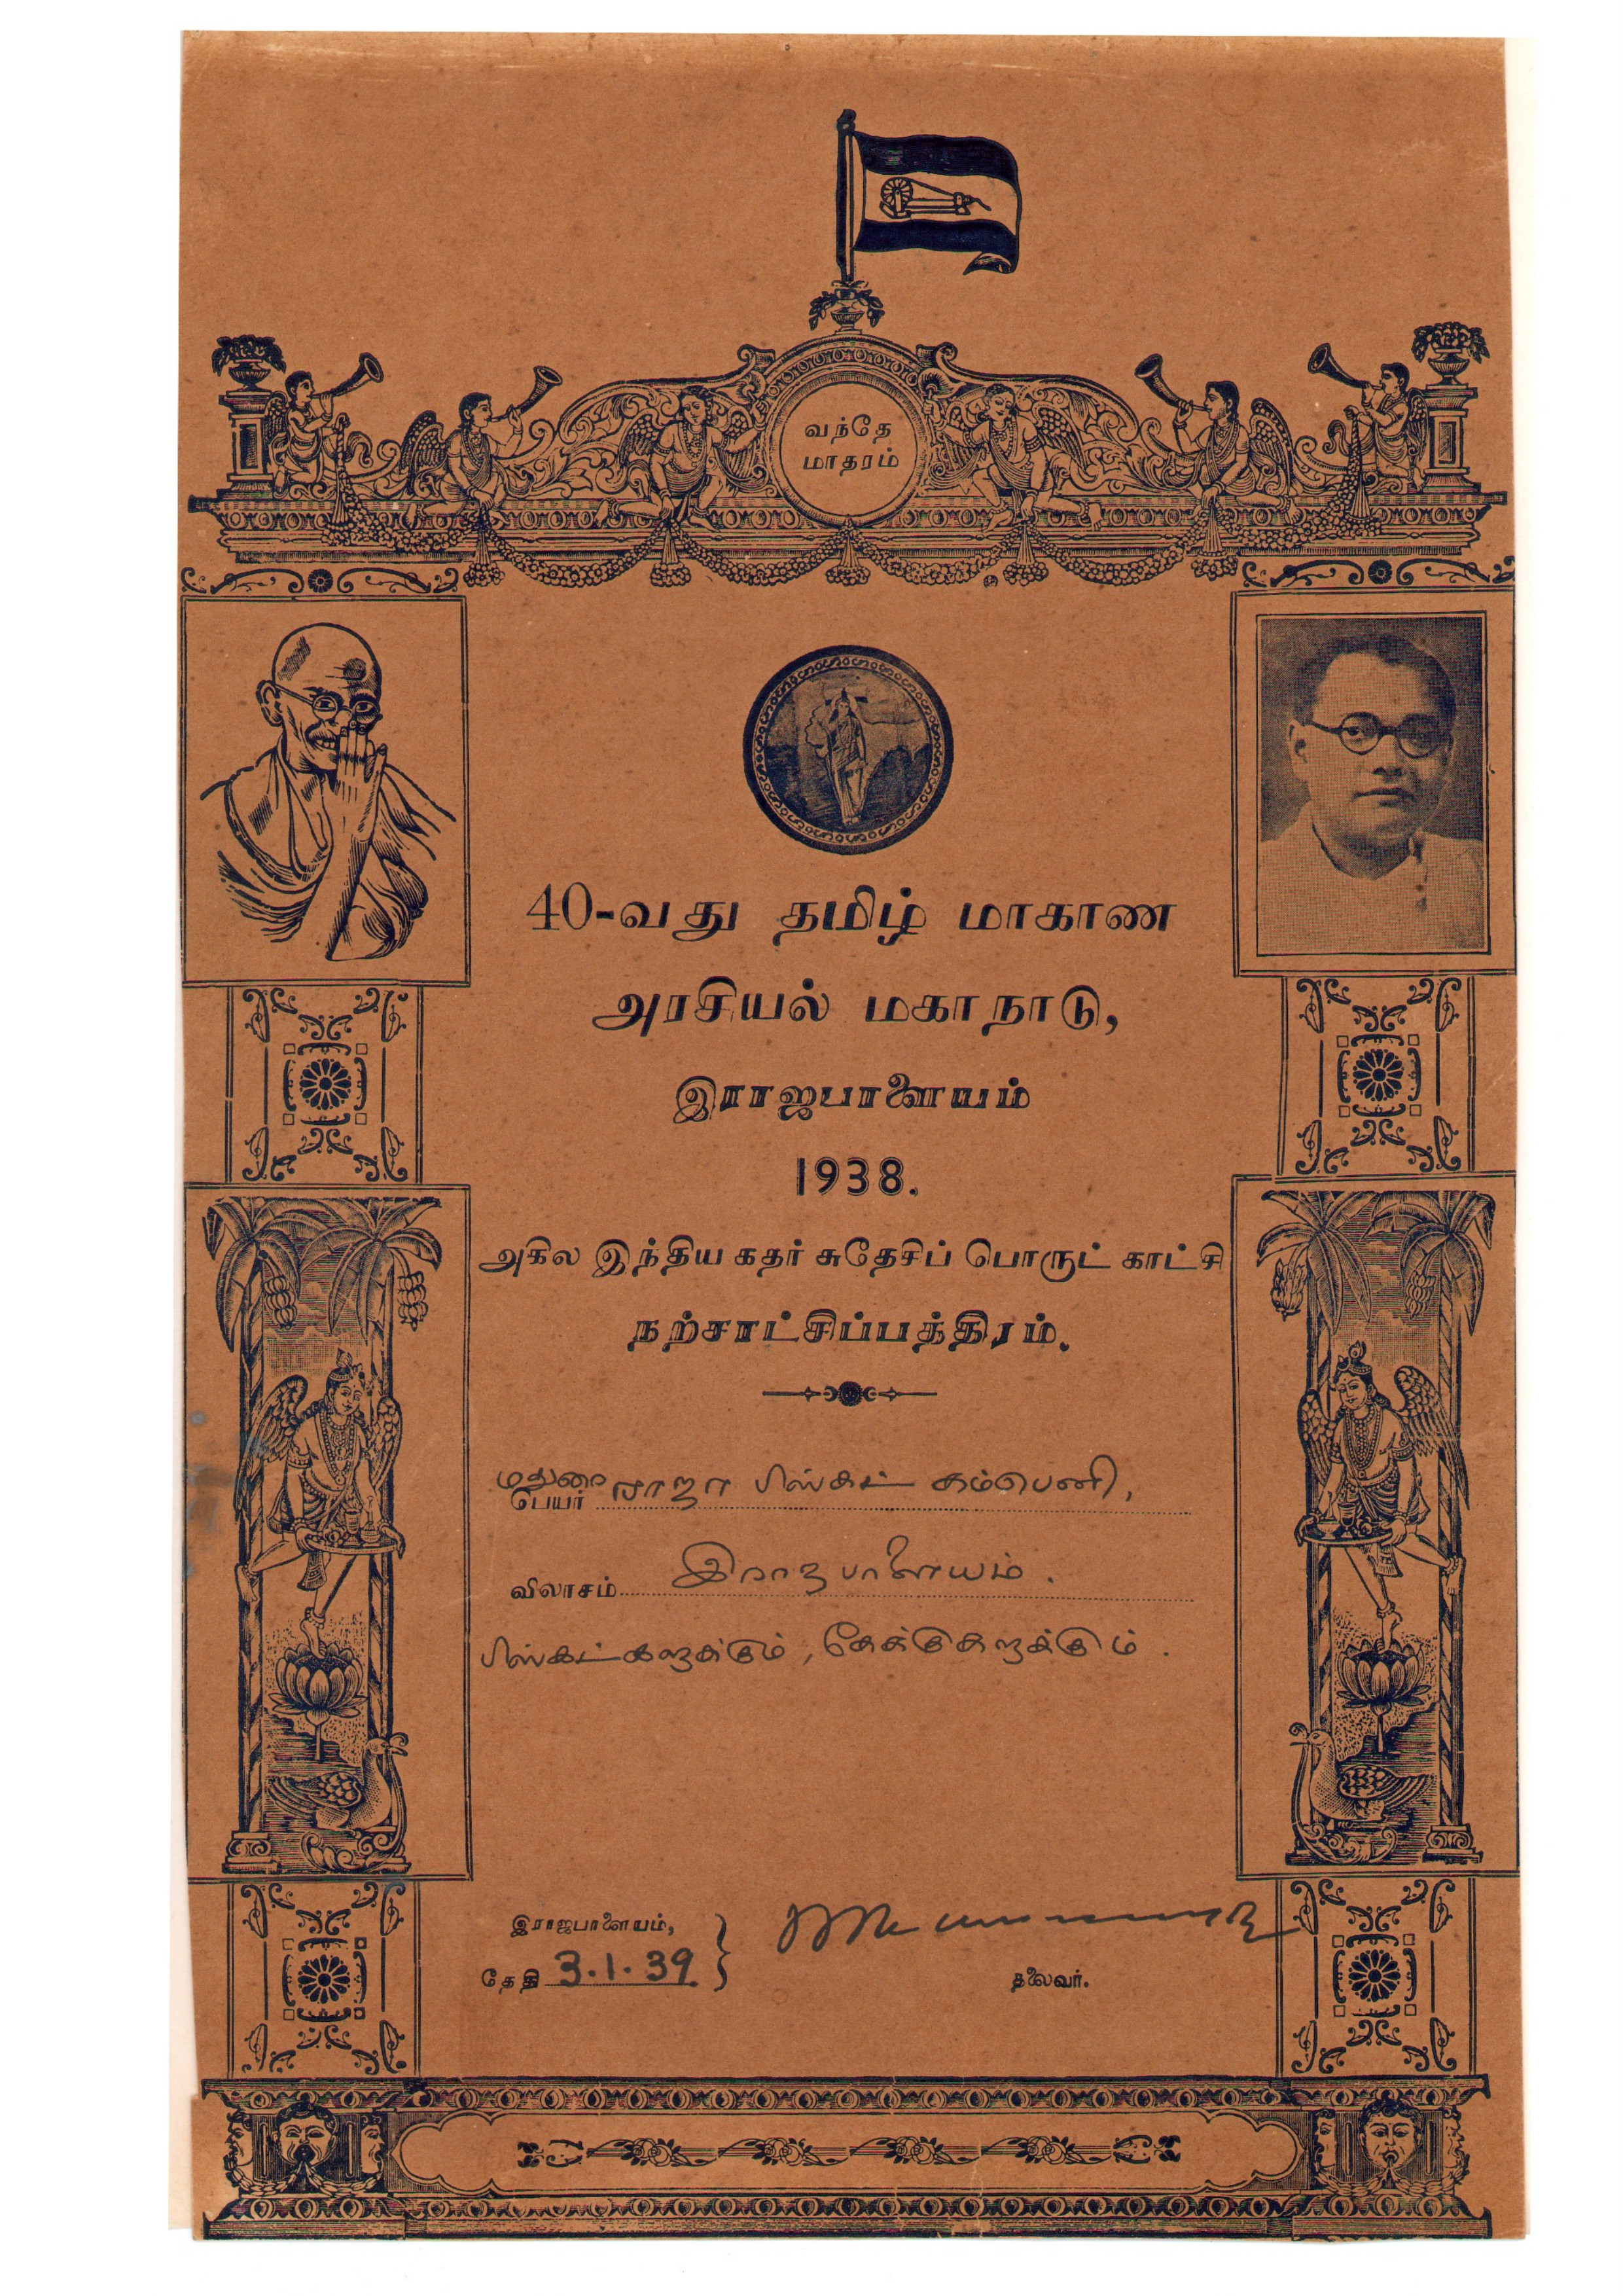 வந்தே
மாதரம்
40-வது தமிழ் மாகாண
அரசியல் மகாநாடு,
இராஜபாளையம்
1938.
அகில இந்திய கதர் சுதேசிப் பொருட் காட்சி
நற்சாட்சிப்பத்திரம்.
பெயர் மதுரை ராஜா பிஸ்கட் கம்பெனி,
விலாசம் இராஜபாளையம்.
பிஸ்கட்களுக்கும், கேக்குகளுக்கும்.
இராஜபாளையம்,
தேதி 3.1.39
தலைவர்.